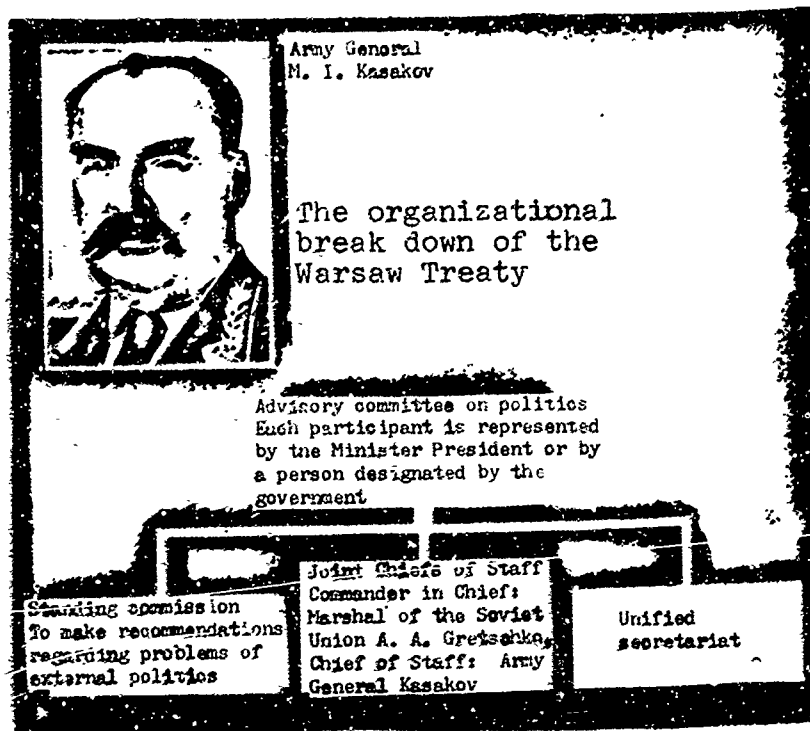 Army General
M. I. Kasakov
The organizational
break down of the
Warsaw Treaty
Advisory committee on politics
Each participant is represented
by the Minister President or by
a person designated by the
government
Standing commission
To make recommendations
regarding problems of
external politics
Joint Chiefs of Staff
Commander in Chief:
Marshal of the Soviet
Union A. A. Gretschko,
Chief of Staff: Army
General Kasakov
Unified
secretariat